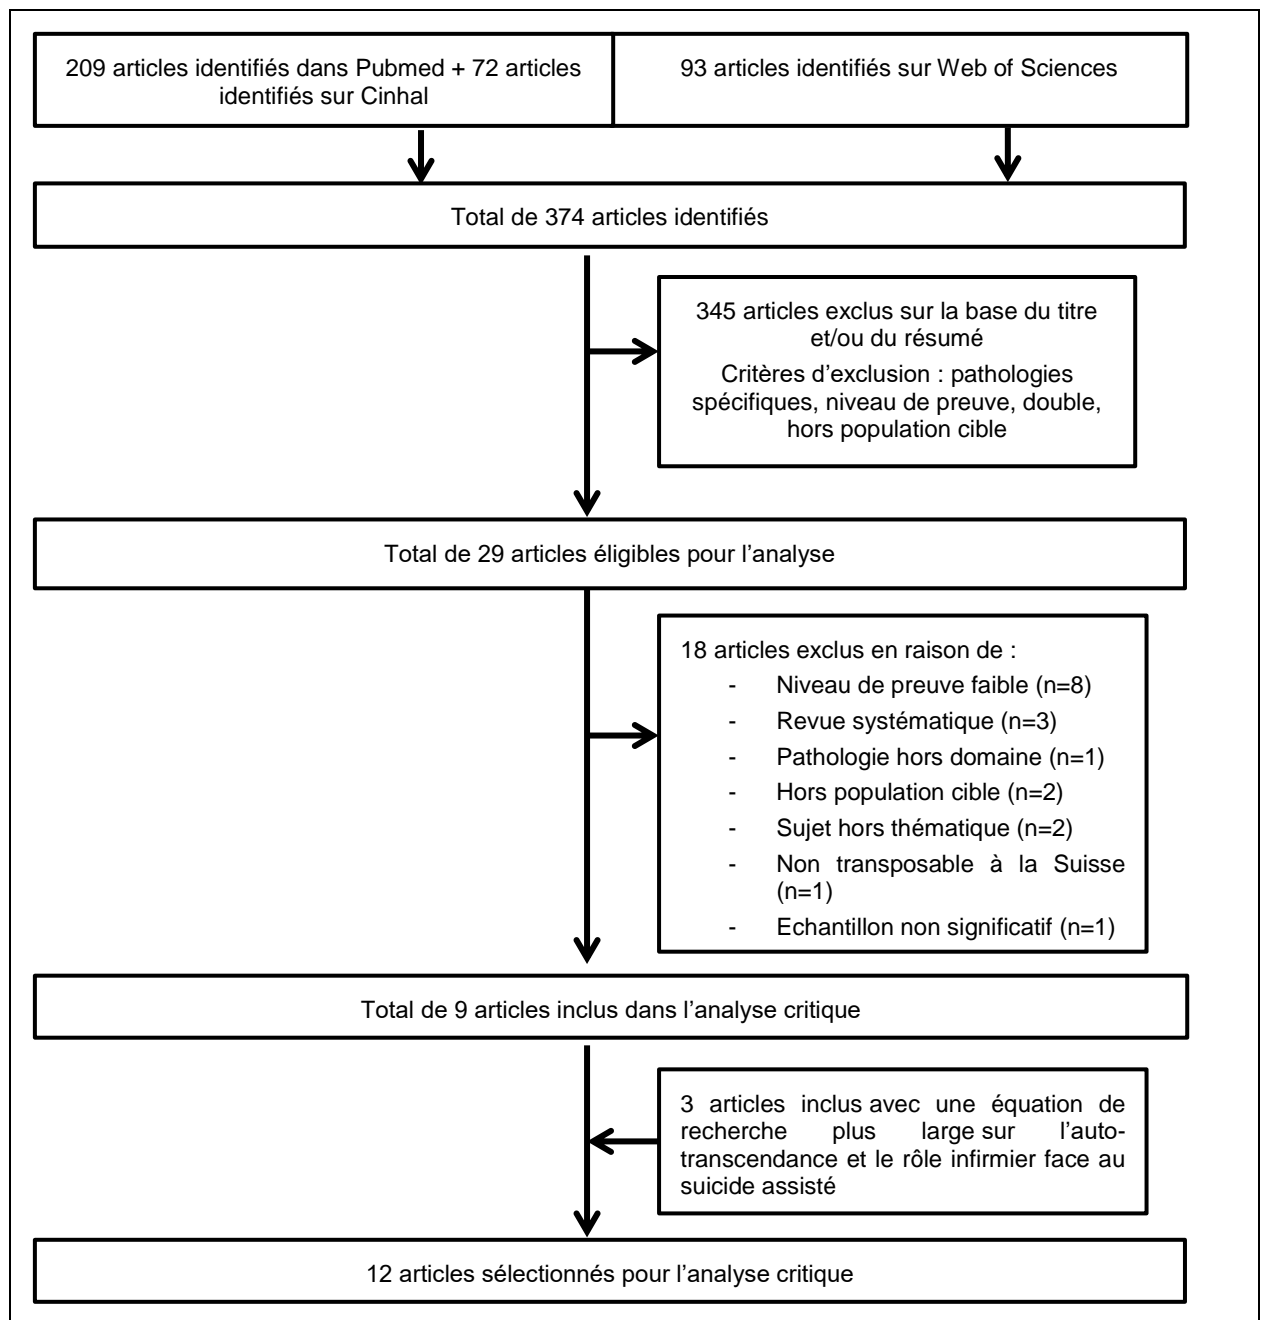 209 articles identifiés dans Pubmed + 72 articles
identifiés sur Cinhal
93 articles identifiés sur Web of Sciences
Total de 374 articles identifiés
345 articles exclus sur la base du titre
et/ou du résumé
Critères d’exclusion : pathologies
spécifiques, niveau de preuve, double,
hors population cible
Total de 29 articles éligibles pour l’analyse
18 articles exclus en raison de :
- Niveau de preuve faible (n=8)
- Revue systématique (n=3)
- Pathologie hors domaine (n=1)
- Hors population cible (n=2)
- Sujet hors thématique (n=2)
- Non transposable à la Suisse
(n=1)
- Echantillon non significatif (n=1)
Total de 9 articles inclus dans l’analyse critique
3 articles inclus avec une équation de
recherche plus large sur l’auto-
transcendance et le rôle infirmier face au
suicide assisté
12 articles sélectionnés pour l’analyse critique